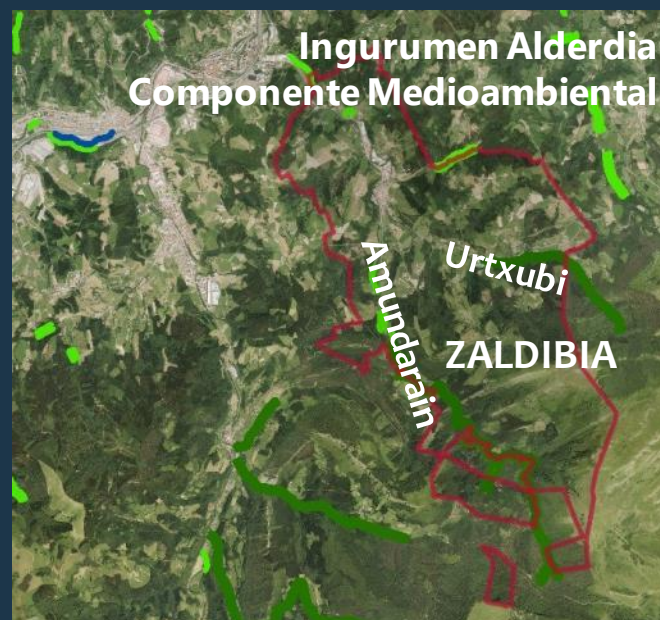 Ingurumen Alderdia
Componente Medioambiental
Urtxubi
Amundarain
ZALDIBIA